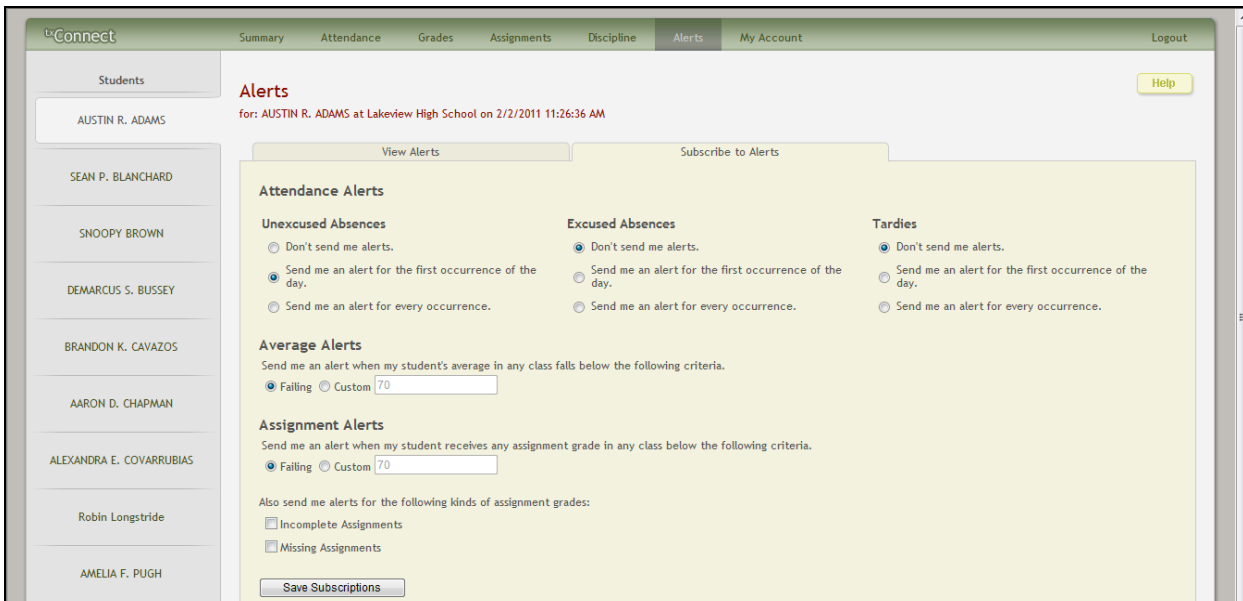 txConnect
Summary Attendance Grades Assignments Discipline Alerts My Account Logout
Students
AUSTIN R. ADAMS
SEAN P. BLANCHARD
SNOOPY BROWN
DEMARCUS S. BUSSEY
BRANDON K. CAVAZOS
AARON D. CHAPMAN
ALEXANDRA E. COVARRUBIAS
Robin Longstride
AMELIA F. PUGH
Help
Alerts
for: AUSTIN R. ADAMS at Lakeview High School on 2/2/2011 11:26:36 AM
View Alerts Subscribe to Alerts
Attendance Alerts
Unexcused Absences
Don't send me alerts.
Send me an alert for the first occurrence of the
day.
Send me an alert for every occurrence.
Excused Absences
Don't send me alerts.
Send me an alert for the first occurrence of the
day.
Send me an alert for every occurrence.
Tardies
Don't send me alerts.
Send me an alert for the first occurrence of the
day.
Send me an alert for every occurrence.
Average Alerts
Send me an alert when my student's average in any class falls below the following criteria.
Failing Custom 70
Assignment Alerts
Send me an alert when my student receives any assignment grade in any class below the following criteria.
Failing Custom 70
Also send me alerts for the following kinds of assignment grades:
Incomplete Assignments
Missing Assignments
Save Subscriptions